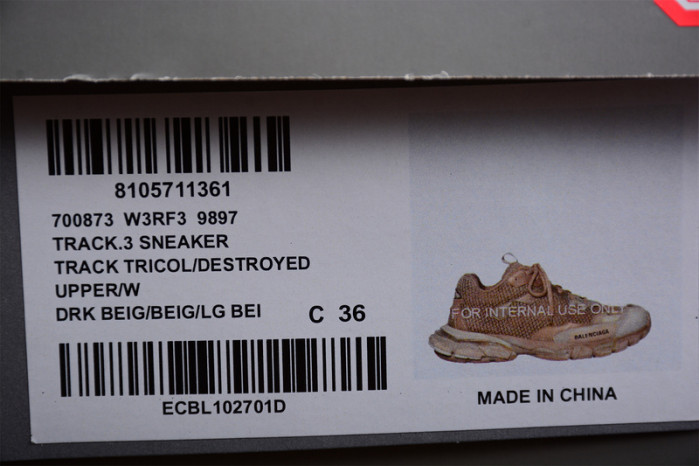 8105711361
700873 W3RF3 9897
TRACK.3 SNEAKER
TRACK TRICOL/DESTROYED
UPPER/W
DRK BEIG/BEIG/LG BEI C 36
ECBL102701D
FOR INTERNAL USE ONLY
BALENCIAGA
MADE IN CHINA